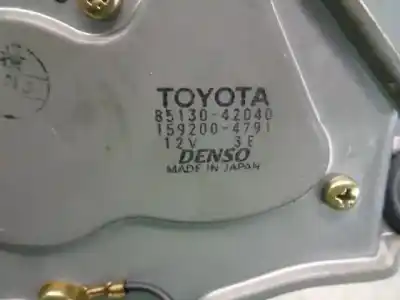 TOYOTA
85130-42040
159200-4791
12V 3E
DENSO
MADE IN JAPAN